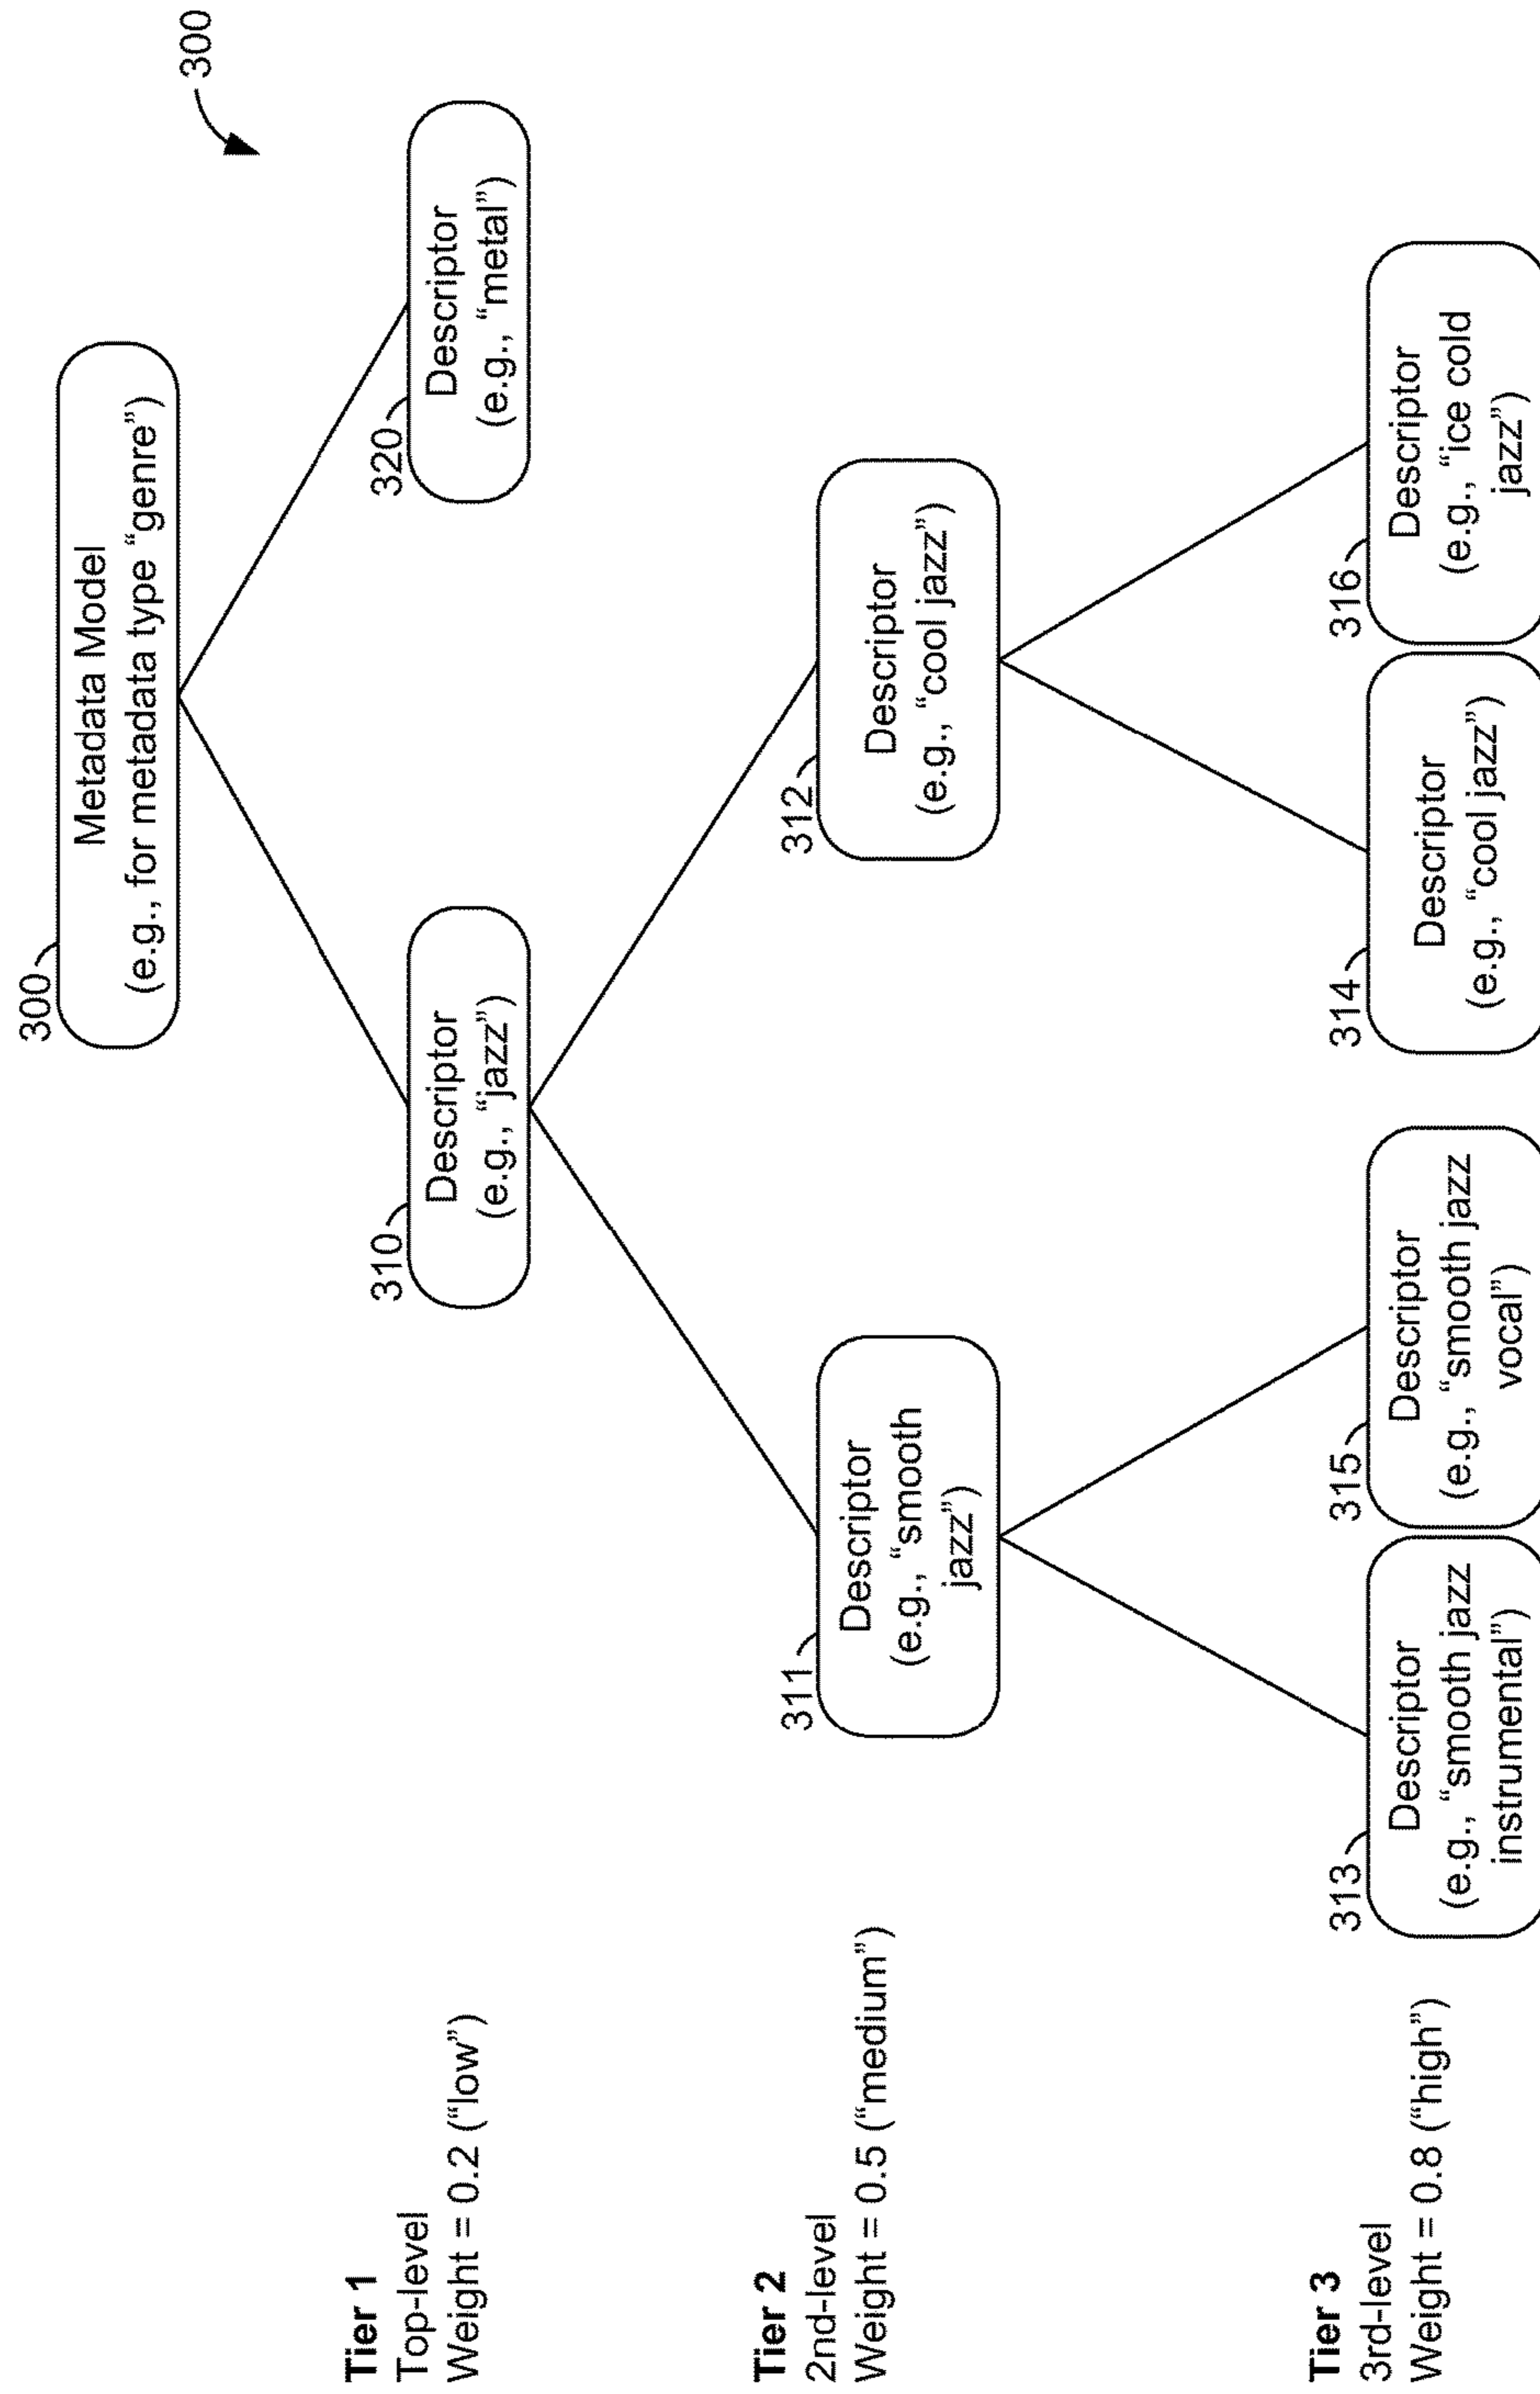 300
300
Metadata Model
(e.g., for metadata type “genre”)
Tier 1
Top-level
Weight = 0.2 (“low”)
310
Descriptor
(e.g., “jazz”)
320
Descriptor
(e.g., “metal”)
Tier 2
2nd-level
Weight = 0.5 (“medium”)
311
Descriptor
(e.g., “smooth
jazz”)
312
Descriptor
(e.g., “cool jazz”)
Tier 3
3rd-level
Weight = 0.8 (“high”)
313
Descriptor
(e.g., “smooth jazz
instrumental”)
315
Descriptor
(e.g., “smooth jazz
vocal”)
314
Descriptor
(e.g., “cool jazz”)
316
Descriptor
(e.g., “ice cold
jazz”)